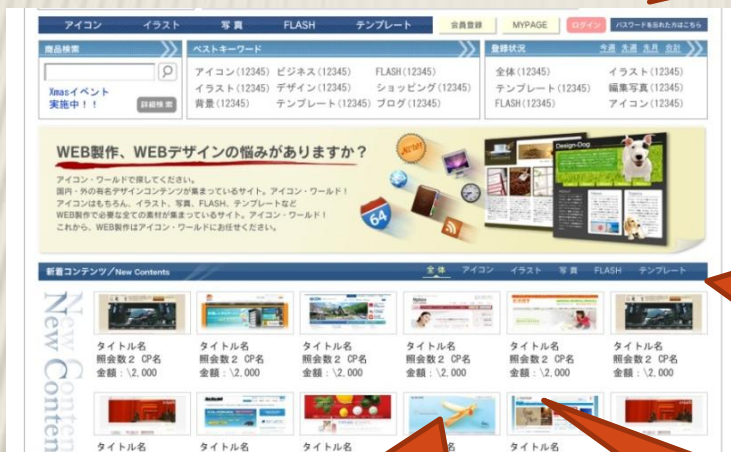 アイコン イラスト 写真 FLASH テンプレート 会員登録 MYPAGE ログイン パスワードを忘れた方はこちら
商品検索
Xmasイベント
実施中!!
詳細検索
ベストキーワード
アイコン(12345) ビジネス(12345) FLASH(12345)
イラスト(12345) デザイン(12345) ショッピング(12345)
背景(12345) テンプレート(12345) ブログ(12345)
登録状況 今週 先週 先月 合計
全体(12345) イラスト(12345)
テンプレート(12345) 編集写真(12345)
FLASH(12345) アイコン(12345)
WEB製作、WEBデザインの悩みがありますか?
アイコン・ワールドで探してください。
国内・外の有名デザインコンテンツが集まっているサイト。アイコン・ワールド!
アイコンはもちろん、イラスト、写真、FLASH、テンプレートなど
WEB製作で必要な全ての素材が集まっているサイト。アイコン・ワールド!
これから、WEB製作はアイコン・ワールドにお任せください。
64
Design-Dog
新着コンテンツ/New Contents 全体 アイコン イラスト 写真 FLASH テンプレート
New Conten
タイトル名 タイトル名 タイトル名 タイトル名 タイトル名 タイトル名
照会数2 CP名 照会数2 CP名 照会数2 CP名 照会数2 CP名 照会数2 CP名 照会数2 CP名
金額:\2,000 金額:\2,000 金額:\2,000 金額:\2,000 金額:\2,000 金額:\2,000
タイトル名 タイトル名 タイトル名 名 タイトル名 タイトル名